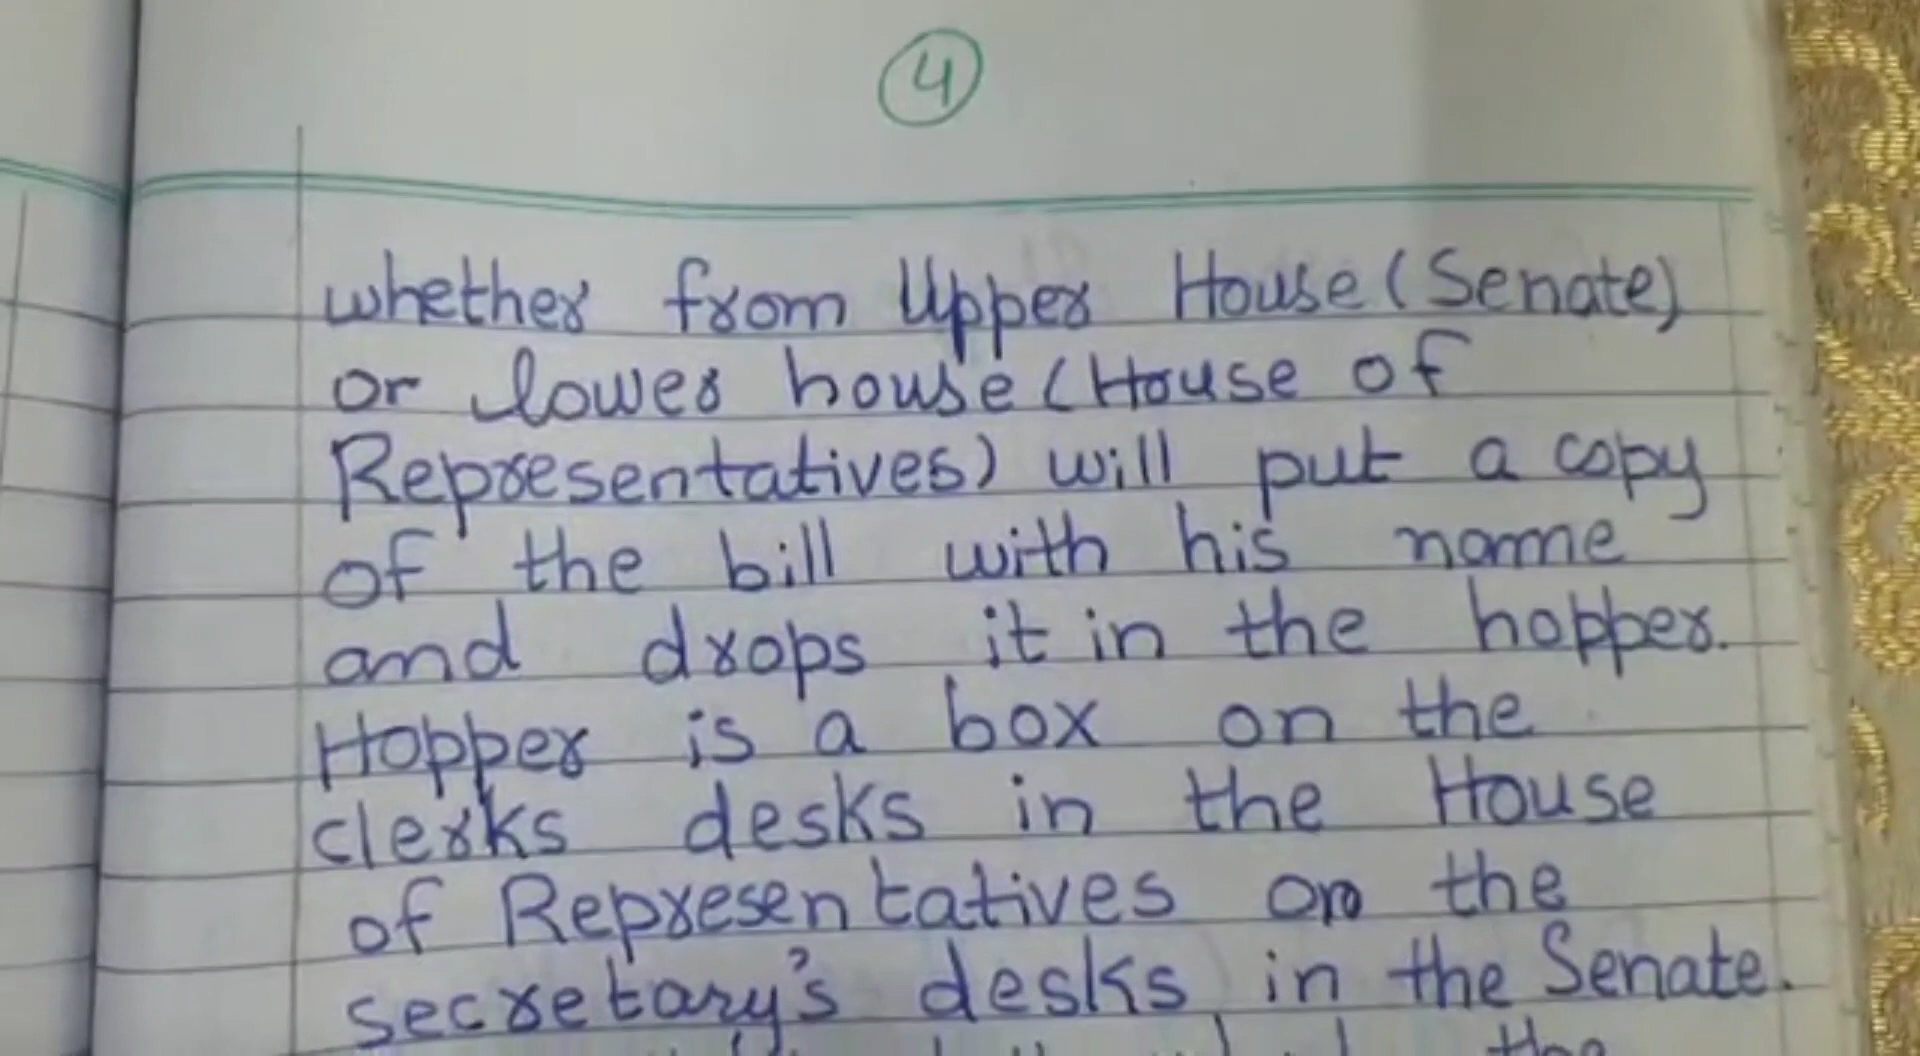 4
whether from Upper House (Senate)
or lower house (House of
Representatives) will put a copy
of the bill with his name
and drops it in the hopper.
Hopper is a box on the
clerks desks in the House
of Representatives on the
secretary's desks in the Senate.
the